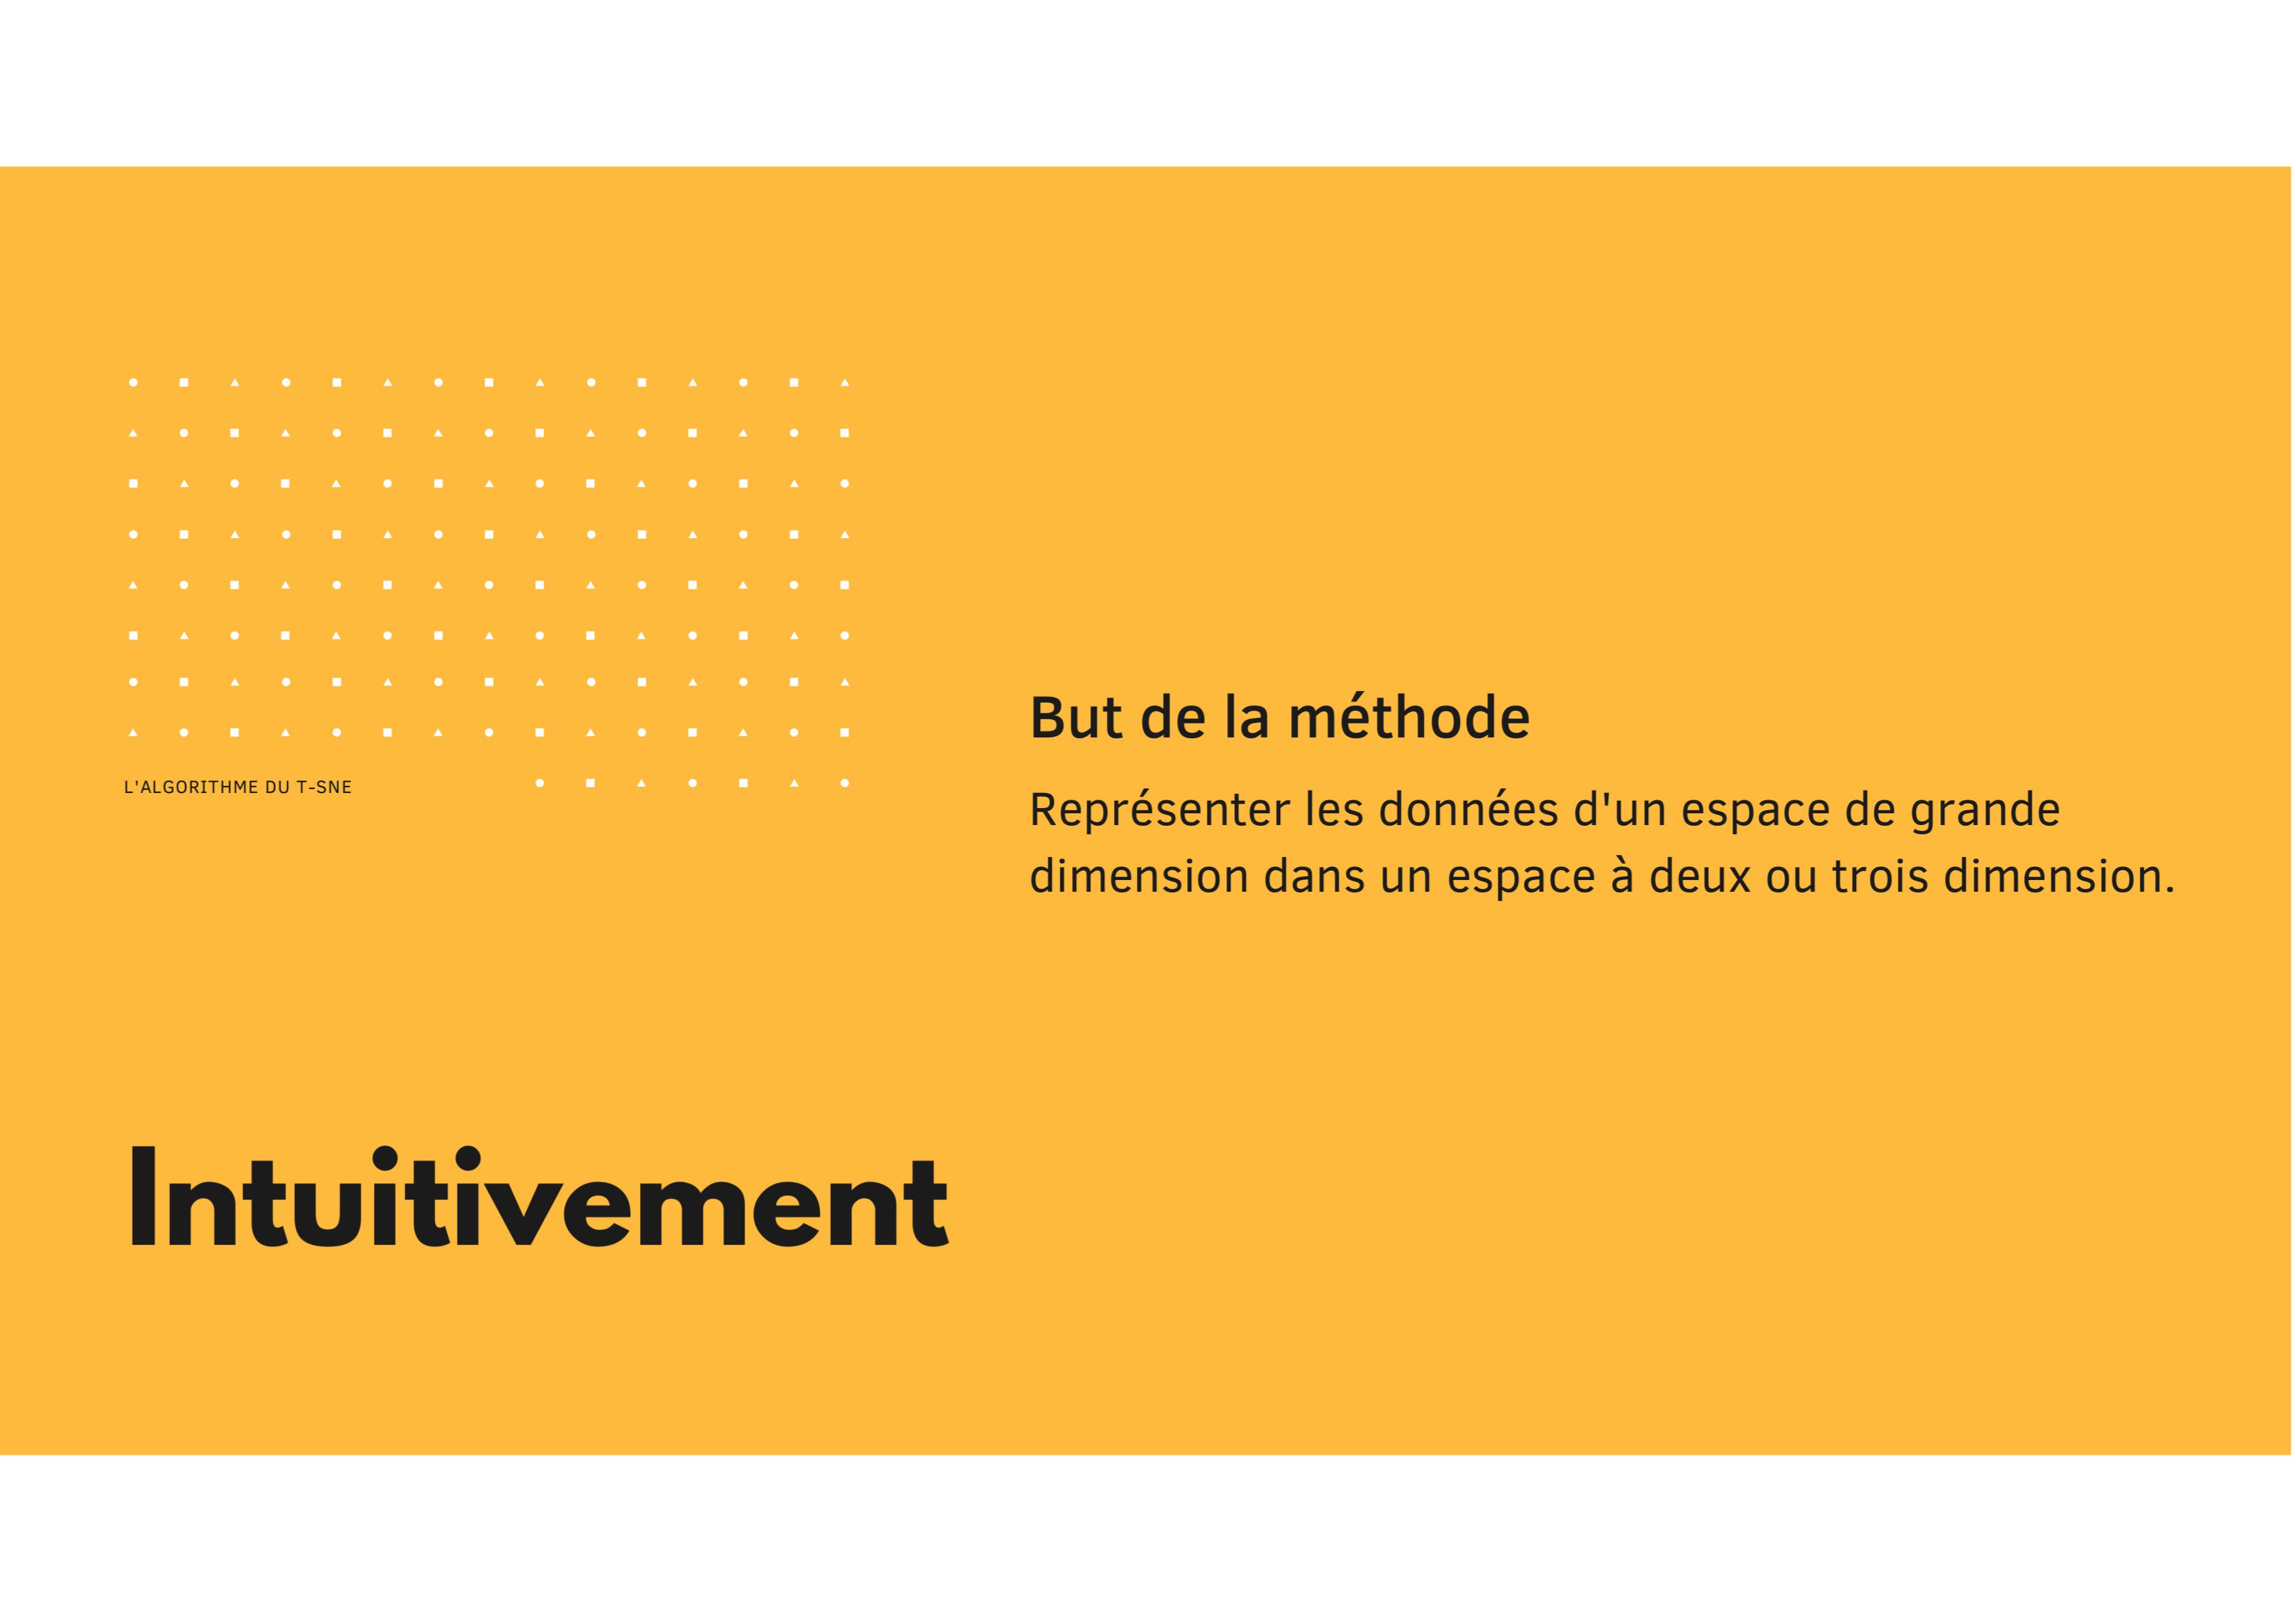 L'ALGORITHME DU T-SNE
Intuitivement
But de la méthode
Représenter les données d'un espace de grande
dimension dans un espace à deux ou trois dimension.